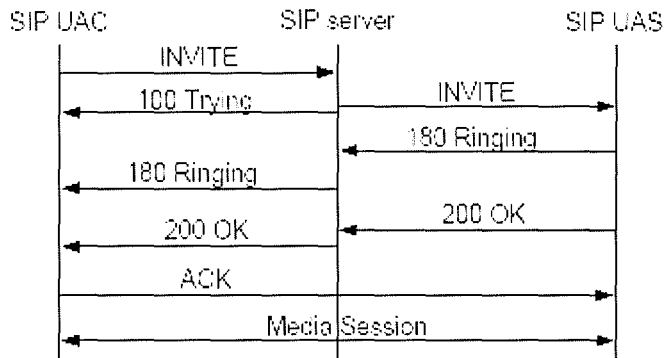 SIP UAC SIP server SIP UAS
INVITE
100 Trying INVITE
180 Ringing
180 Ringing
200 OK
200 OK
ACK
Media Session